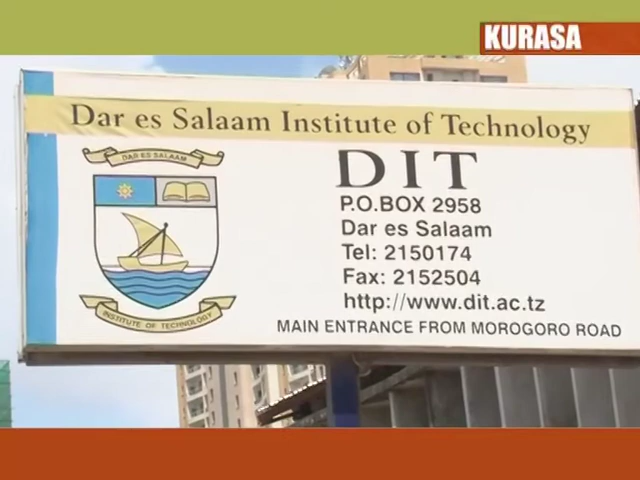 KURASA
Dar es Salaam Institute of Technology
DAR ES SALAAM
INSTITUTE OF TECHNOLOGY
DIT
P.O.BOX 2958
Dar es Salaam
Tel: 2150174
Fax: 2152504
http://www.dit.ac.tz
MAIN ENTRANCE FROM MOROGORO ROAD